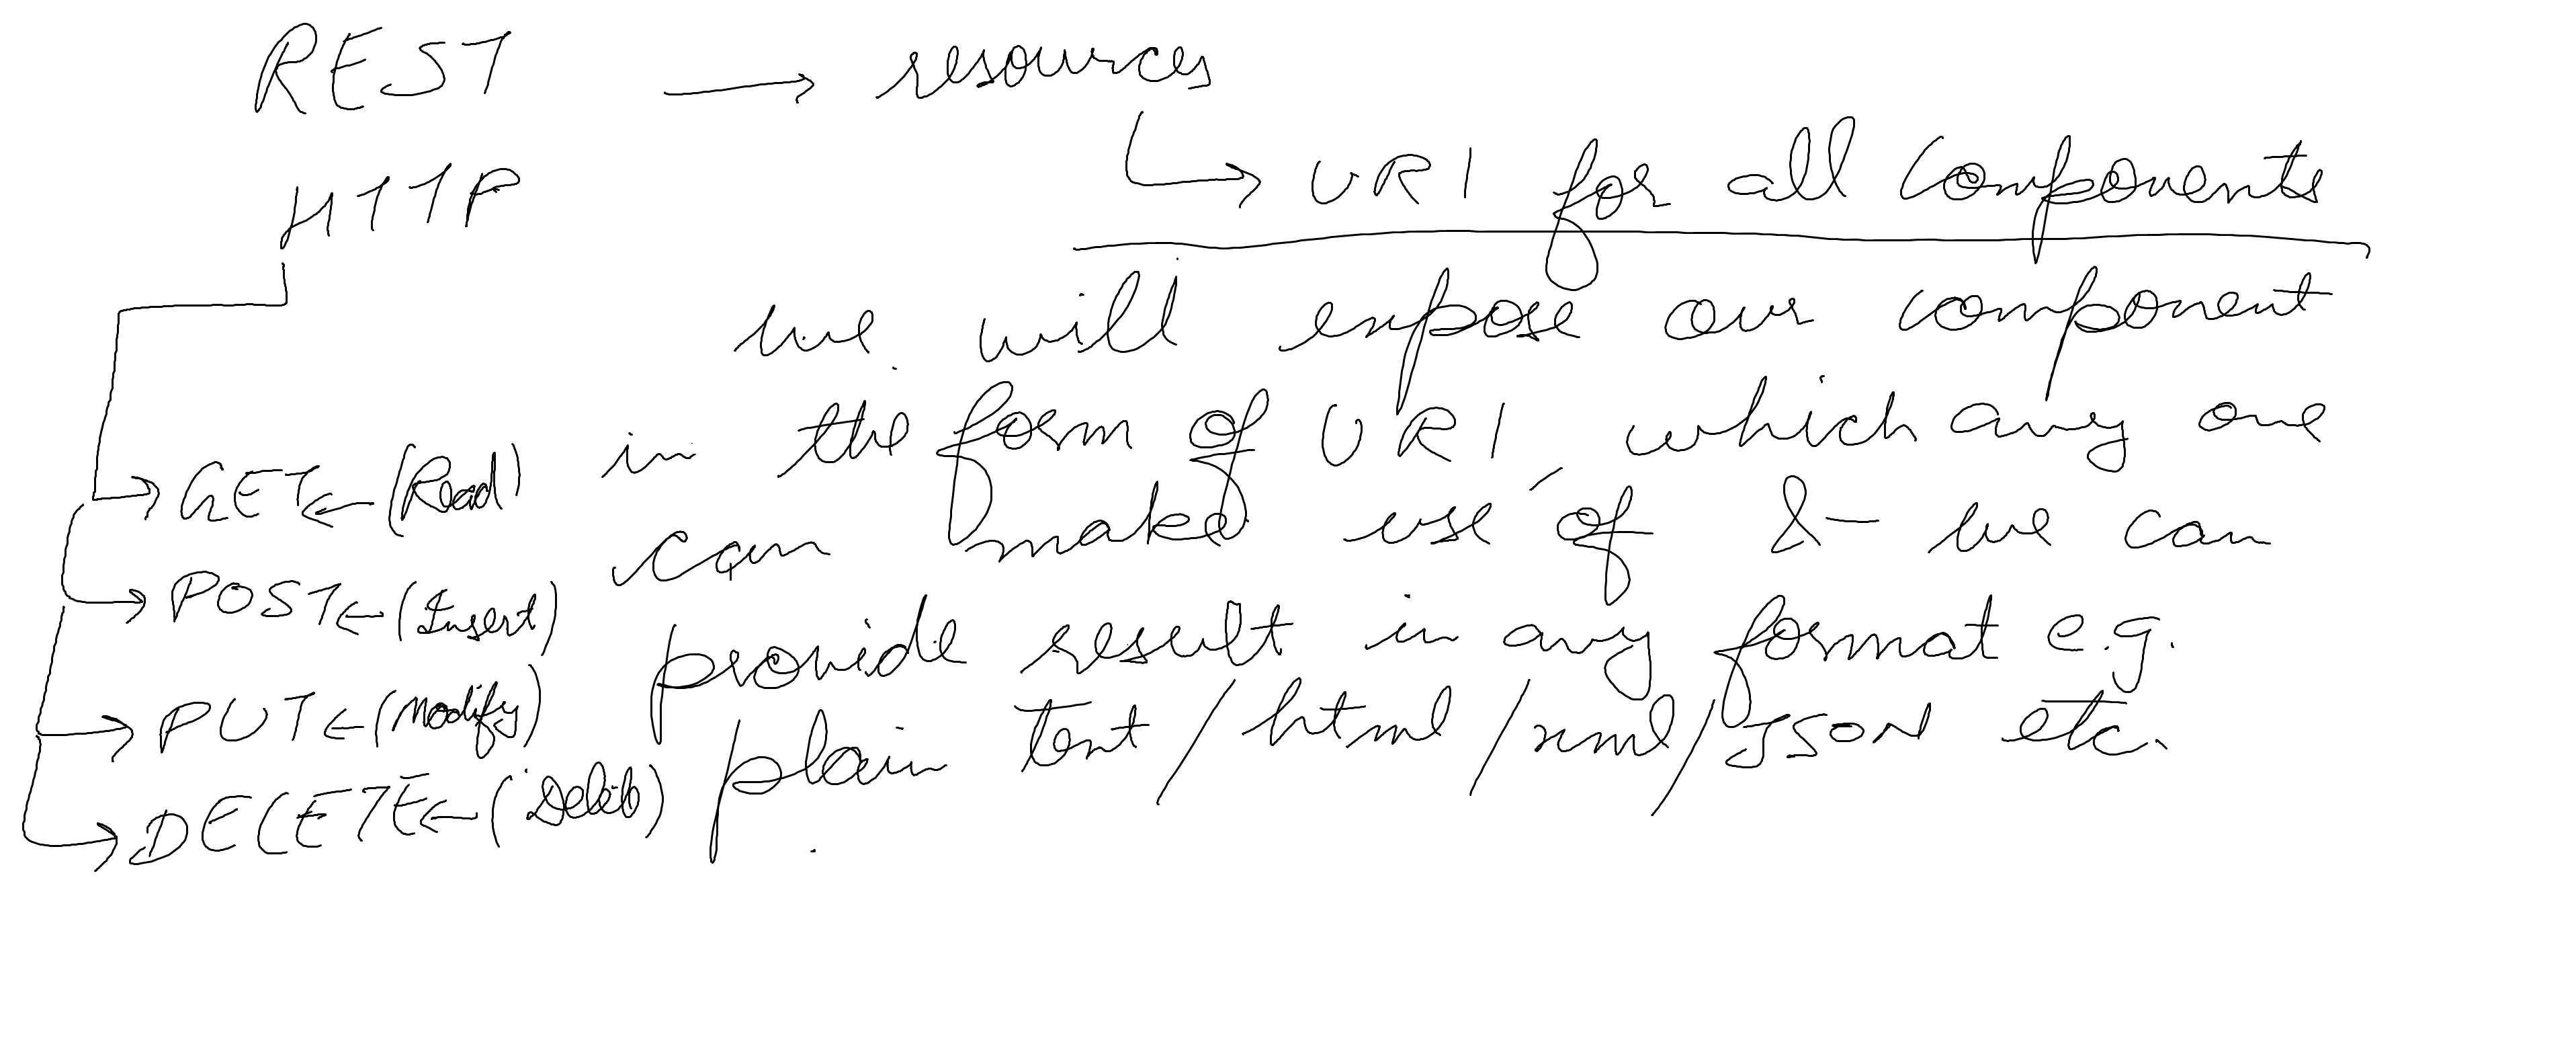 REST → resources
HTTP
↳ URI for all components
we will expose our component
in the form of URI, which any one
can make use of & we can
provide result in any format e.g.
plain text / html / xml / JSON etc.
→ GET ← (Read)
→ POST ← (Insert)
→ PUT ← (Modify)
→ DELETE ← (Delete)